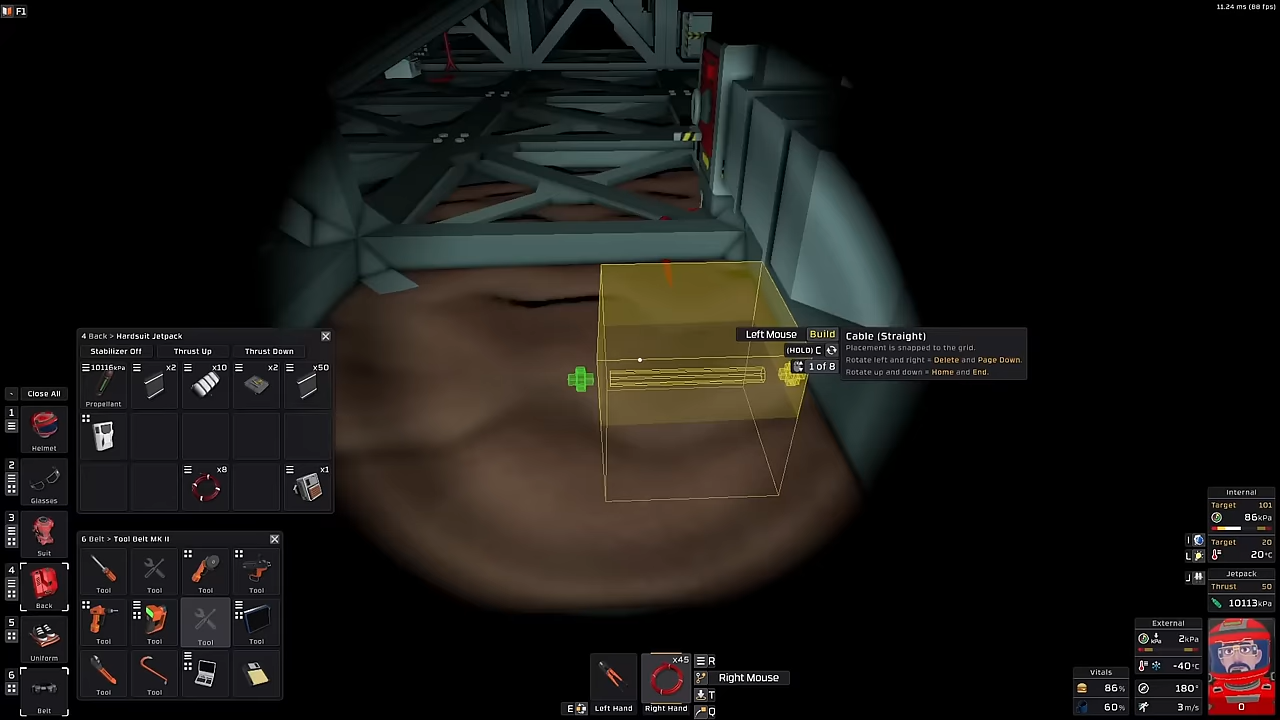 F1
11.24 ms (88 fps)
4 Back > Hardsuit Jetpack
Stabilizer Off
Thrust Up
Thrust Down
10116kPa
x2
x10
x2
x50
Propellant
x8
x1
Close All
1
Helmet
2
Glasses
3
Suit
4
Back
5
Uniform
6
Belt
6 Belt > Tool Belt MK II
Tool
Tool
Tool
Tool
Tool
Tool
Tool
Tool
Tool
Tool
Left Mouse
Build
(HOLD) C
1 of 8
Cable (Straight)
Placement is snapped to the grid.
Rotate left and right = Delete and Page Down.
Rotate up and down = Home and End.
E
Left Hand
x45
Right Hand
R
Right Mouse
T
Q
Internal
Target 101
86kPa
I
Target 20
L
20°C
J
Jetpack
Thrust 50
10113kPa
External
kPa
2kPa
-40°C
Vitals
86%
180°
60%
3m/s
0